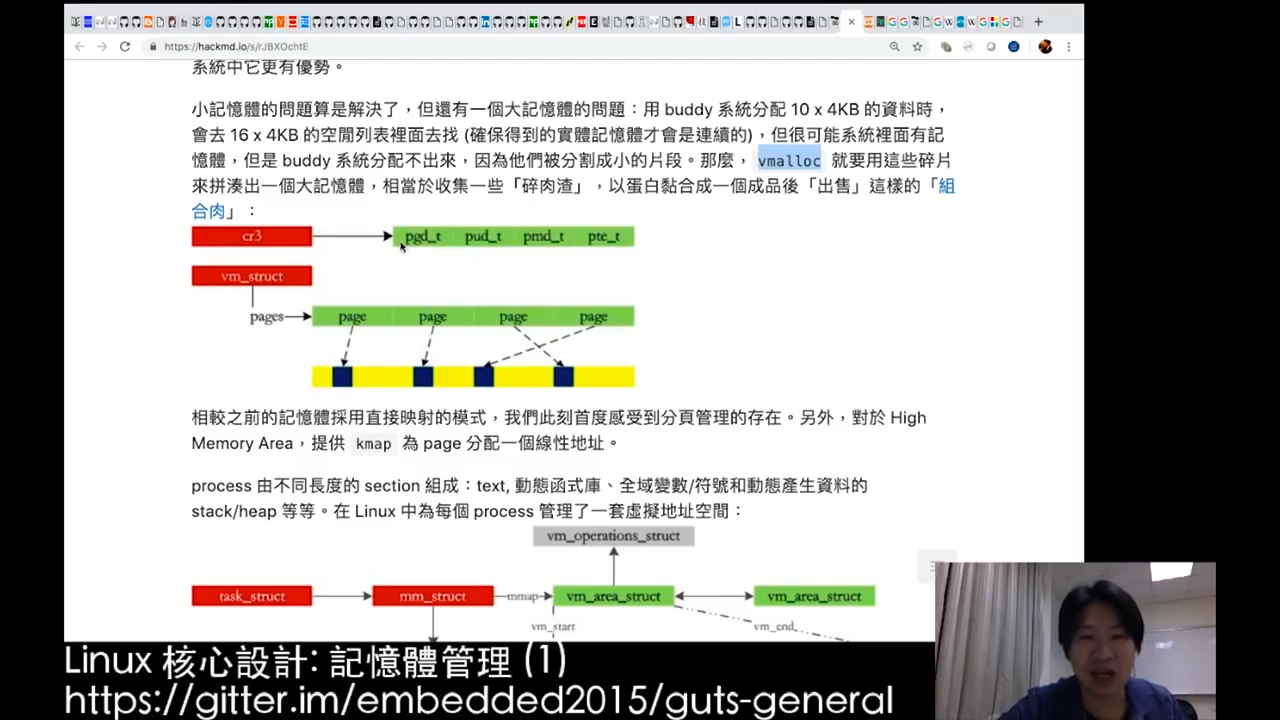 https://hackmd.io/s/rJBXOchtE
系統中它更有優勢。
小記憶體的問題算是解決了，但還有一個大記憶體的問題：用 buddy 系統分配 10 x 4KB 的資料時，
會去 16 x 4KB 的空閒列表裡面去找 (確保得到的實體記憶體才會是連續的)，但很可能系統裡面有記
憶體，但是 buddy 系統分配不出來，因為他們被分割成小的片段。那麼， vmalloc 就要用這些碎片
來拼湊出一個大記憶體，相當於收集一些「碎肉渣」，以蛋白黏合成一個成品後「出售」這樣的「組
合肉」：
cr3 pgd_t pud_t pmd_t pte_t
vm_struct
pages page page page page
相較之前的記憶體採用直接映射的模式，我們此刻首度感受到分頁管理的存在。另外，對於 High
Memory Area，提供 kmap 為 page 分配一個線性地址。
process 由不同長度的 section 組成：text, 動態函式庫、全域變數/符號和動態產生資料的
stack/heap 等等。在 Linux 中為每個 process 管理了一套虛擬地址空間：
vm_operations_struct
task_struct mm_struct mmap vm_area_struct vm_area_struct
vm_start vm_end
Linux 核心設計: 記憶體管理 (1)
https://gitter.im/embedded2015/guts-general